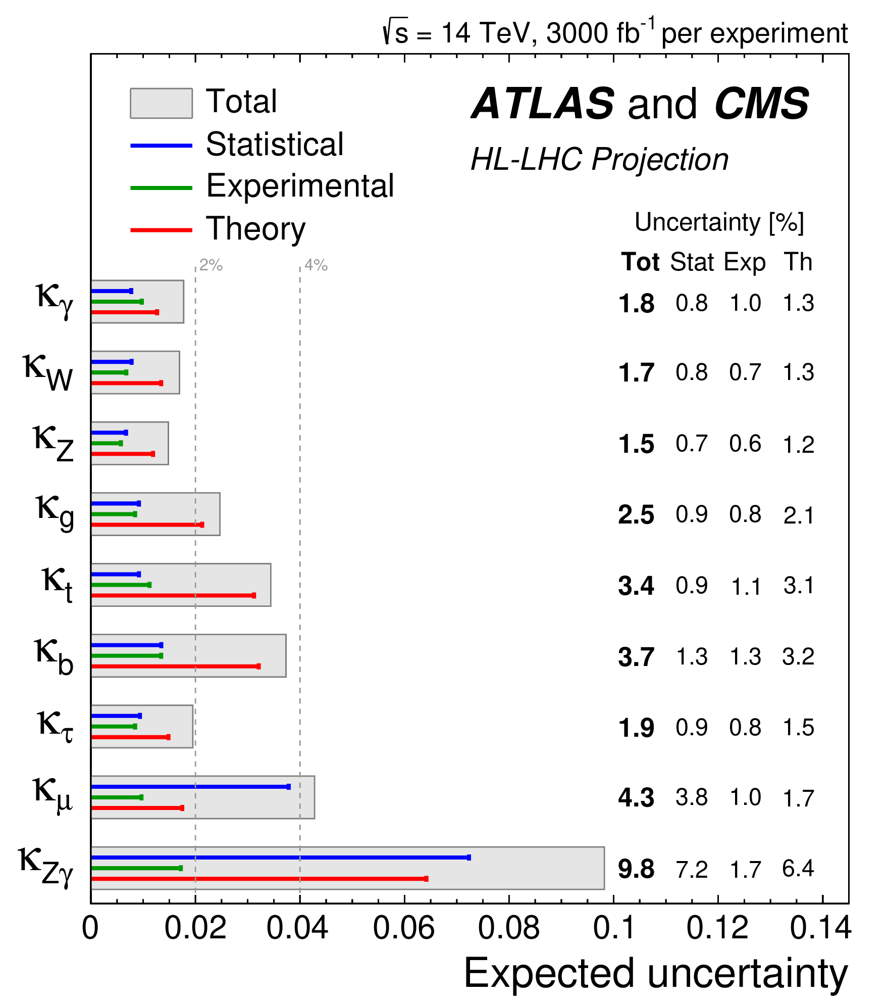 √s = 14 TeV, 3000 fb⁻¹ per experiment
Total
Statistical
Experimental
Theory
ATLAS and CMS
HL-LHC Projection
Uncertainty [%]
Tot Stat Exp Th
2% 4%
κγ 1.8 0.8 1.0 1.3
κW 1.7 0.8 0.7 1.3
κZ 1.5 0.7 0.6 1.2
κg 2.5 0.9 0.8 2.1
κt 3.4 0.9 1.1 3.1
κb 3.7 1.3 1.3 3.2
κτ 1.9 0.9 0.8 1.5
κμ 4.3 3.8 1.0 1.7
κZγ 9.8 7.2 1.7 6.4
0 0.02 0.04 0.06 0.08 0.1 0.12 0.14
Expected uncertainty